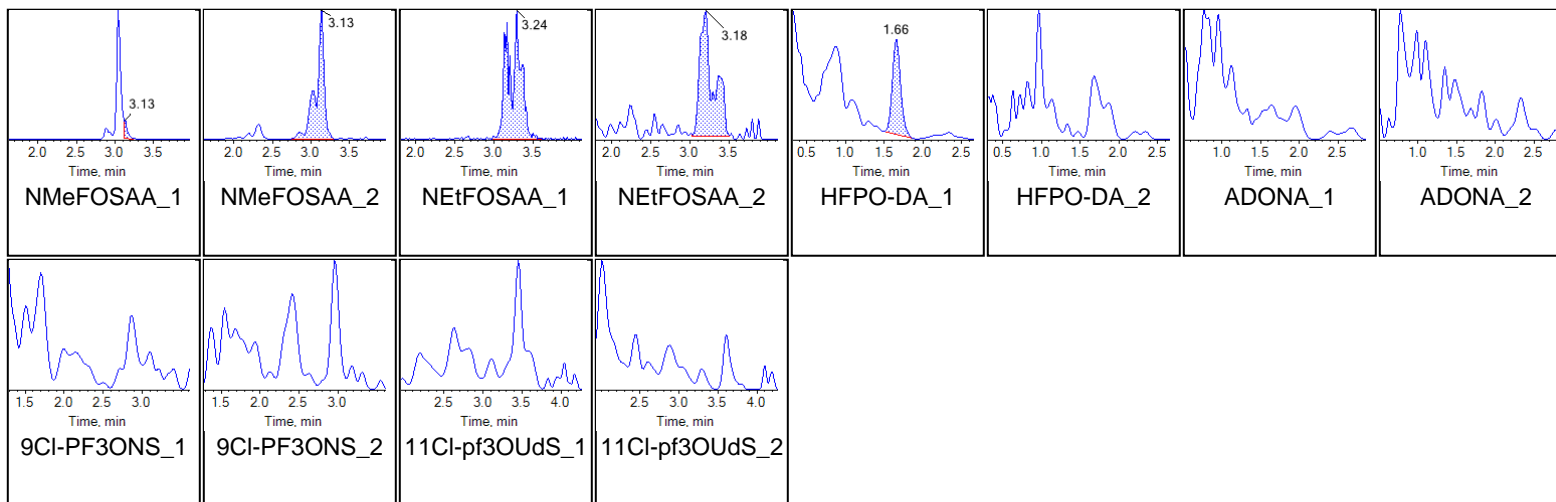 3.13
3.13
3.24
3.18
1.66
2.0 2.5 3.0 3.5
2.0 2.5 3.0 3.5
2.0 2.5 3.0 3.5
2.0 2.5 3.0 3.5
0.5 1.0 1.5 2.0 2.5
0.5 1.0 1.5 2.0 2.5
1.0 1.5 2.0 2.5
1.0 1.5 2.0 2.5
Time, min Time, min Time, min Time, min Time, min Time, min Time, min Time, min
NMeFOSAA_1 NMeFOSAA_2 NEtFOSAA_1 NEtFOSAA_2 HFPO-DA_1 HFPO-DA_2 ADONA_1 ADONA_2
1.5 2.0 2.5 3.0
1.5 2.0 2.5 3.0
2.5 3.0 3.5 4.0
2.5 3.0 3.5 4.0
Time, min Time, min Time, min Time, min
9Cl-PF3ONS_1 9Cl-PF3ONS_2 11Cl-pf3OUdS_1 11Cl-pf3OUdS_2